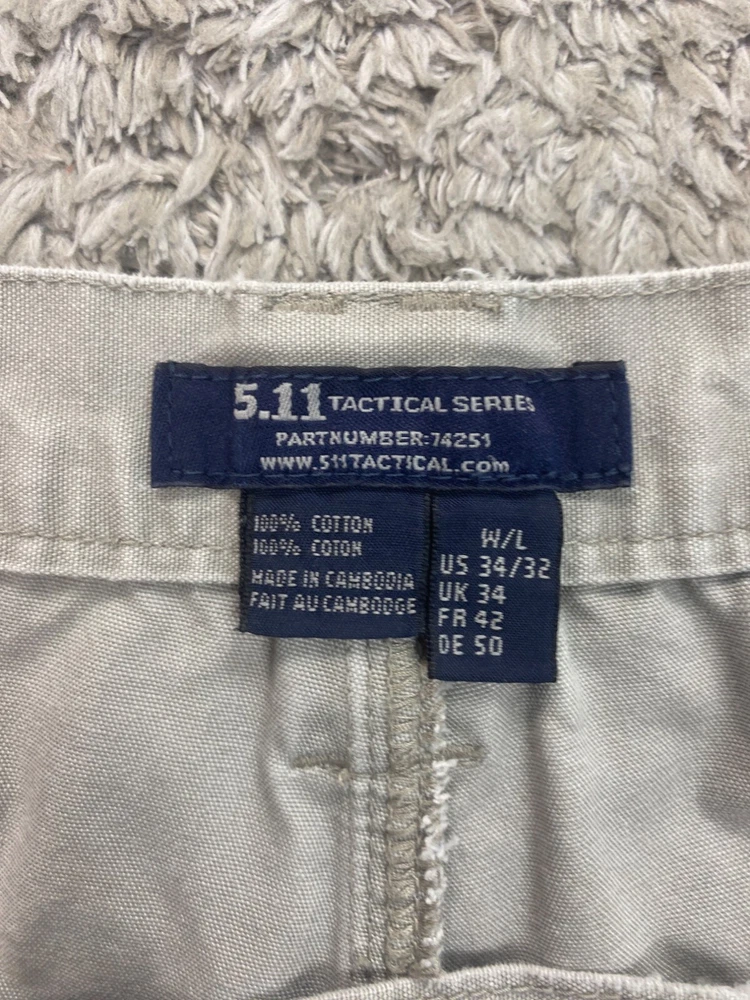 5.11 TACTICAL SERIES
PARTNUMBER:74251
WWW.511TACTICAL.com
100% COTTON
100% COTON
MADE IN CAMBODIA
FAIT AU CAMBODGE
W/L
US 34/32
UK 34
FR 42
DE 50